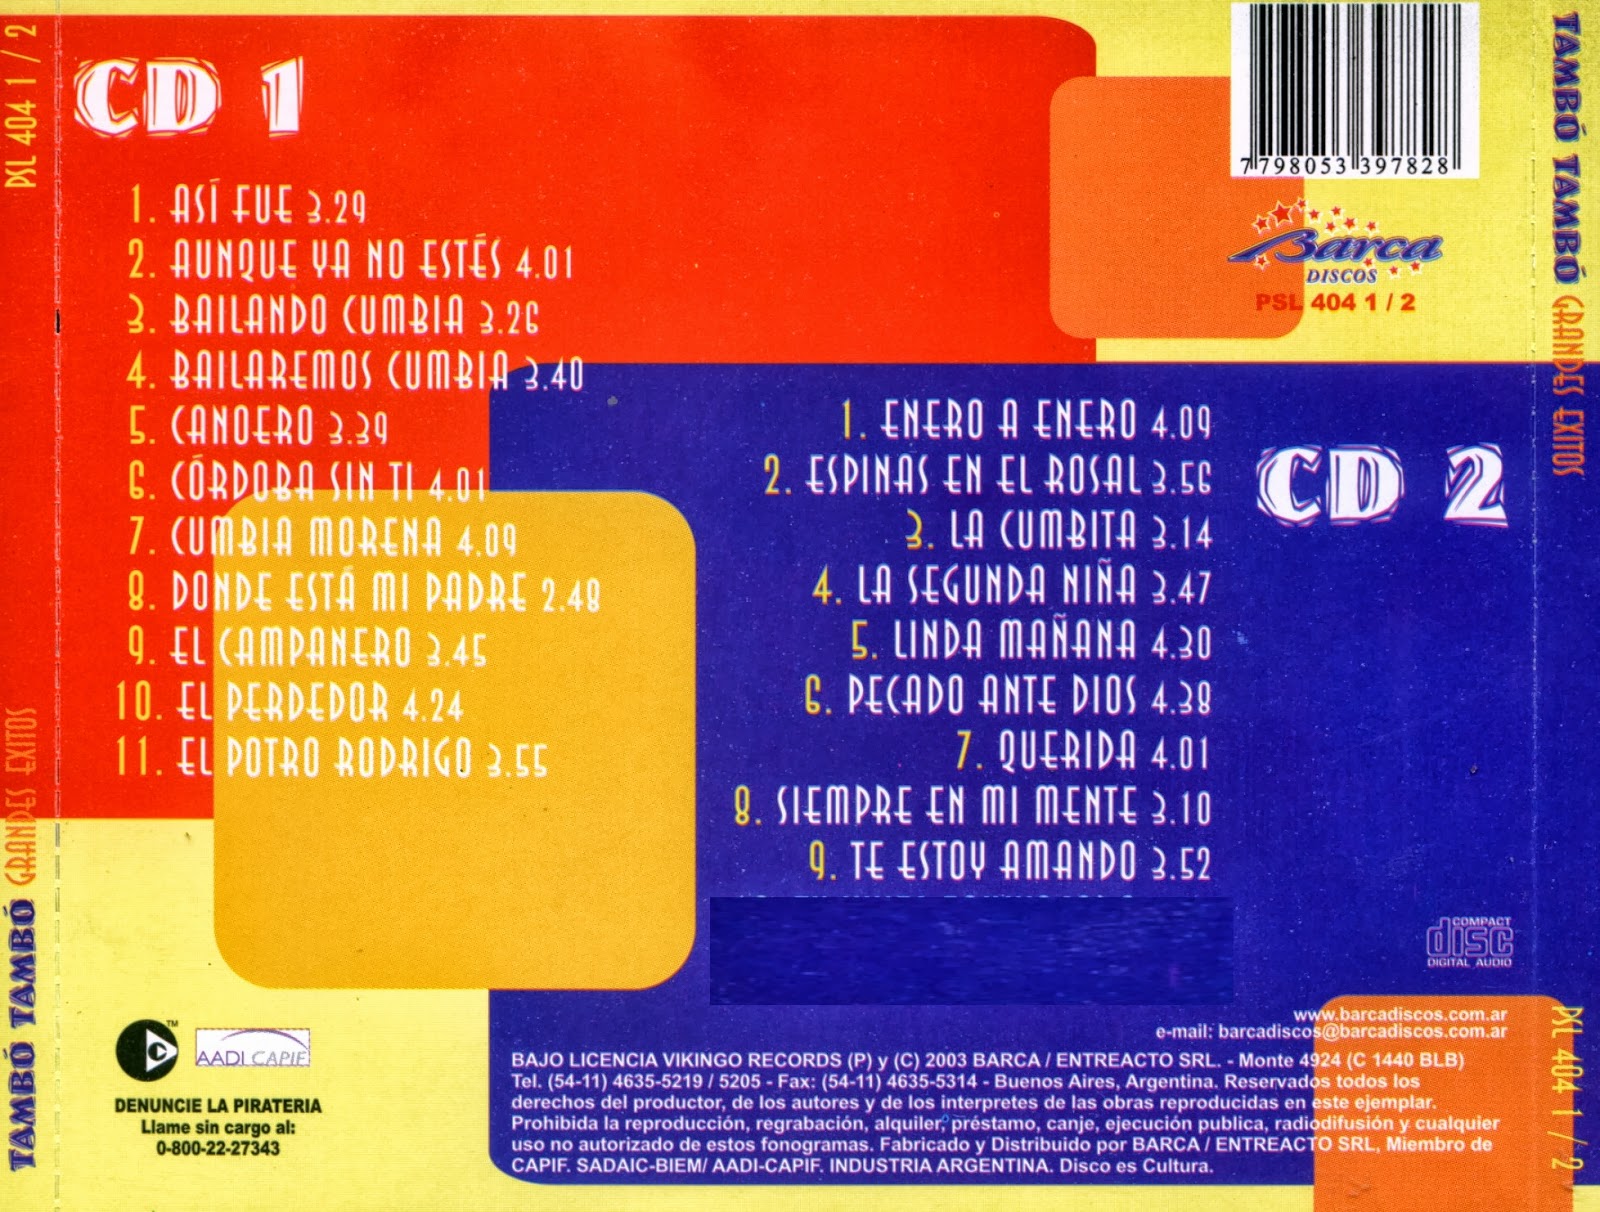 PSL 404 1 / 2
TAMBÓ TAMBÓ GRANDES EXITOS
CD 1
1. ASÍ FUE 3.29
2. AUNQUE YA NO ESTÉS 4.01
3. BAILANDO CUMBIA 3.26
4. BAILAREMOS CUMBIA 3.40
5. CANOERO 3.39
6. CÓRDOBA SIN TI 4.01
7. CUMBIA MORENA 4.09
8. DONDE ESTÁ MI PADRE 2.48
9. EL CAMPANERO 3.45
10. EL PERDEDOR 4.24
11. EL POTRO RODRIGO 3.55
7 798053 397828
Barca
DISCOS
PSL 404 1 / 2
CD 2
1. ENERO A ENERO 4.09
2. ESPINAS EN EL ROSAL 3.56
3. LA CUMBITA 3.14
4. LA SEGUNDA NIÑA 3.47
5. LINDA MAÑANA 4.30
6. PECADO ANTE DIOS 4.38
7. QUERIDA 4.01
8. SIEMPRE EN MI MENTE 3.10
9. TE ESTOY AMANDO 3.52
COMPACT
disc
DIGITAL AUDIO
www.barcadiscos.com.ar
e-mail: barcadiscos@barcadiscos.com.ar
BAJO LICENCIA VIKINGO RECORDS (P) y (C) 2003 BARCA / ENTREACTO SRL. - Monte 4924 (C 1440 BLB)
Tel. (54-11) 4635-5219 / 5205 - Fax: (54-11) 4635-5314 - Buenos Aires, Argentina. Reservados todos los
derechos del productor, de los autores y de los interpretes de las obras reproducidas en este ejemplar.
Prohibida la reproducción, regrabación, alquiler, préstamo, canje, ejecución publica, radiodifusión y cualquier
uso no autorizado de estos fonogramas. Fabricado y Distribuido por BARCA / ENTREACTO SRL, Miembro de
CAPIF. SADAIC-BIEM/ AADI-CAPIF. INDUSTRIA ARGENTINA. Disco es Cultura.
TM
AADI CAPIF
DENUNCIE LA PIRATERIA
Llame sin cargo al:
0-800-22-27343
TAMBÓ TAMBÓ GRANDES EXITOS
PSL 404 1 / 2